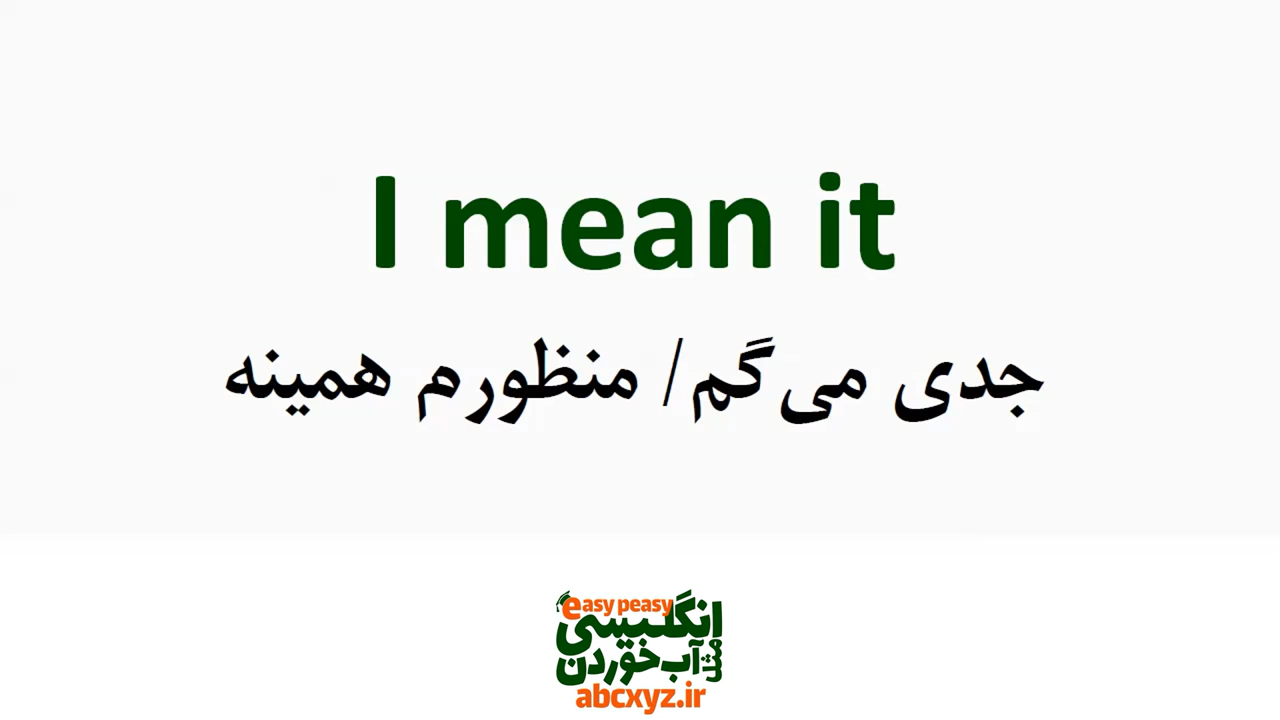 I mean it
جدی می‌گم/ منظورم همینه
easy peasy
انگلیسی
مثل آب خوردن
abcxyz.ir